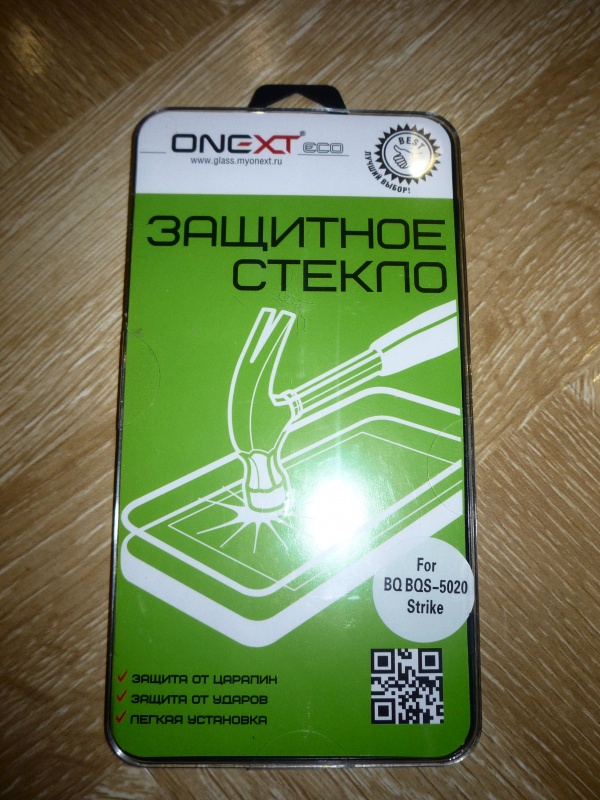 ONEXT® eco
www.glass.myonext.ru
BEST
ЛУЧШИЙ ВЫБОР!
ЗАЩИТНОЕ
СТЕКЛО
For
BQ BQS-5020
Strike
ЗАЩИТА ОТ ЦАРАПИН
ЗАЩИТА ОТ УДАРОВ
ЛЕГКАЯ УСТАНОВКА